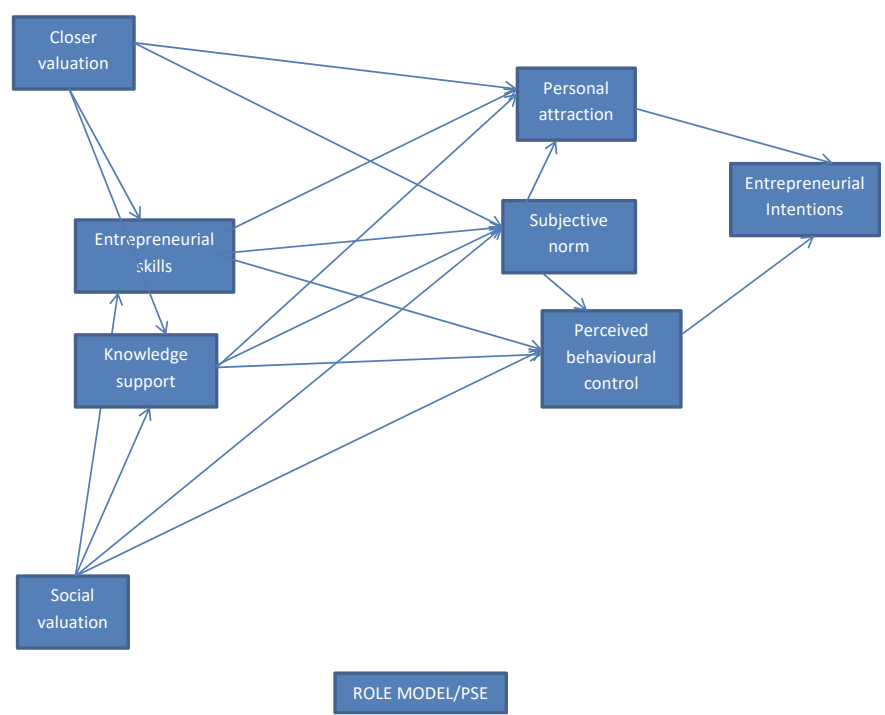 Closer
valuation
Personal
attraction
Entrepreneurial
Intentions
Entrepreneurial
skills
Subjective
norm
Knowledge
support
Perceived
behavioural
control
Social
valuation
ROLE MODEL/PSE